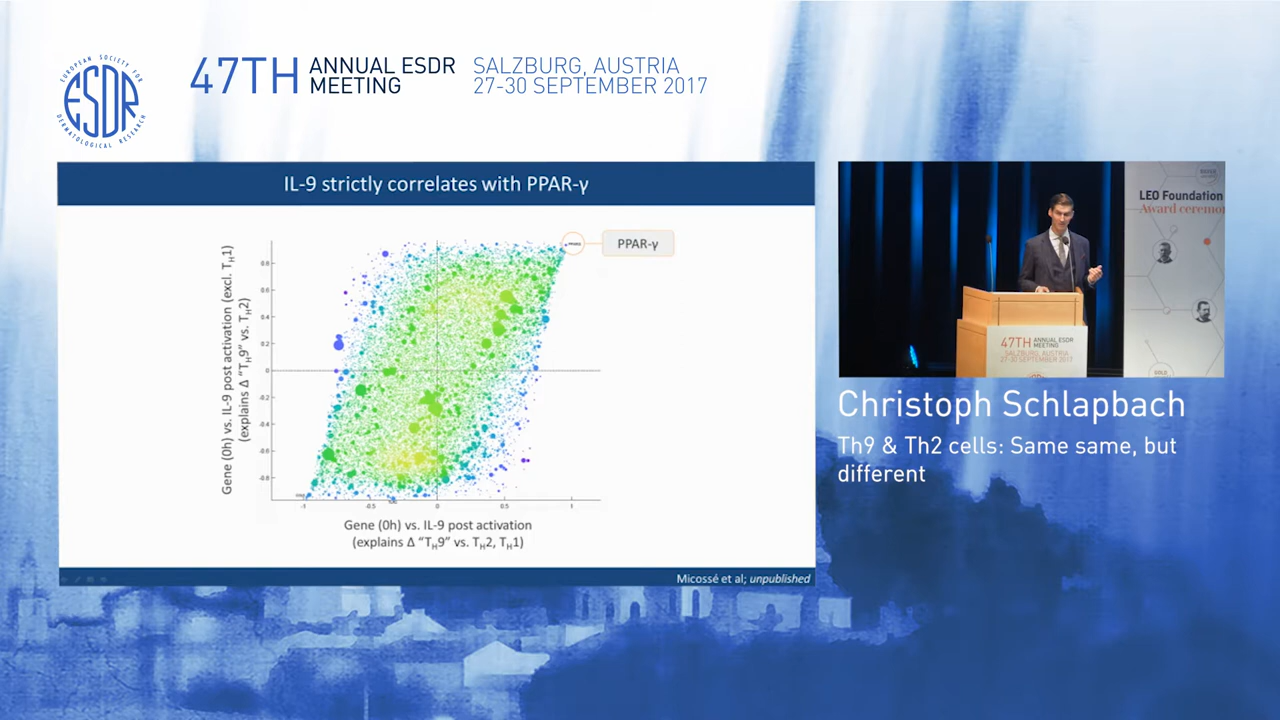 EUROPEAN SOCIETY FOR
ESDR
DERMATOLOGICAL RESEARCH
47TH ANNUAL ESDR MEETING
SALZBURG, AUSTRIA
27-30 SEPTEMBER 2017
IL-9 strictly correlates with PPAR-γ
PPAR-γ
Gene (0h) vs. IL-9 post activation (excl. TH1)
(explains Δ "TH9" vs. TH2)
0.8
0.6
0.4
0.2
0
-0.2
-0.4
-0.6
-0.8
-1
-0.5
0
0.5
1
Gene (0h) vs. IL-9 post activation
(explains Δ "TH9" vs. TH2, TH1)
Micossé et al; unpublished
LEO Foundation
Award ceremo
GOLD
47TH ANNUAL ESDR MEETING
SALZBURG, AUSTRIA
27-30 SEPTEMBER 2017
Christoph Schlapbach
Th9 & Th2 cells: Same same, but
different